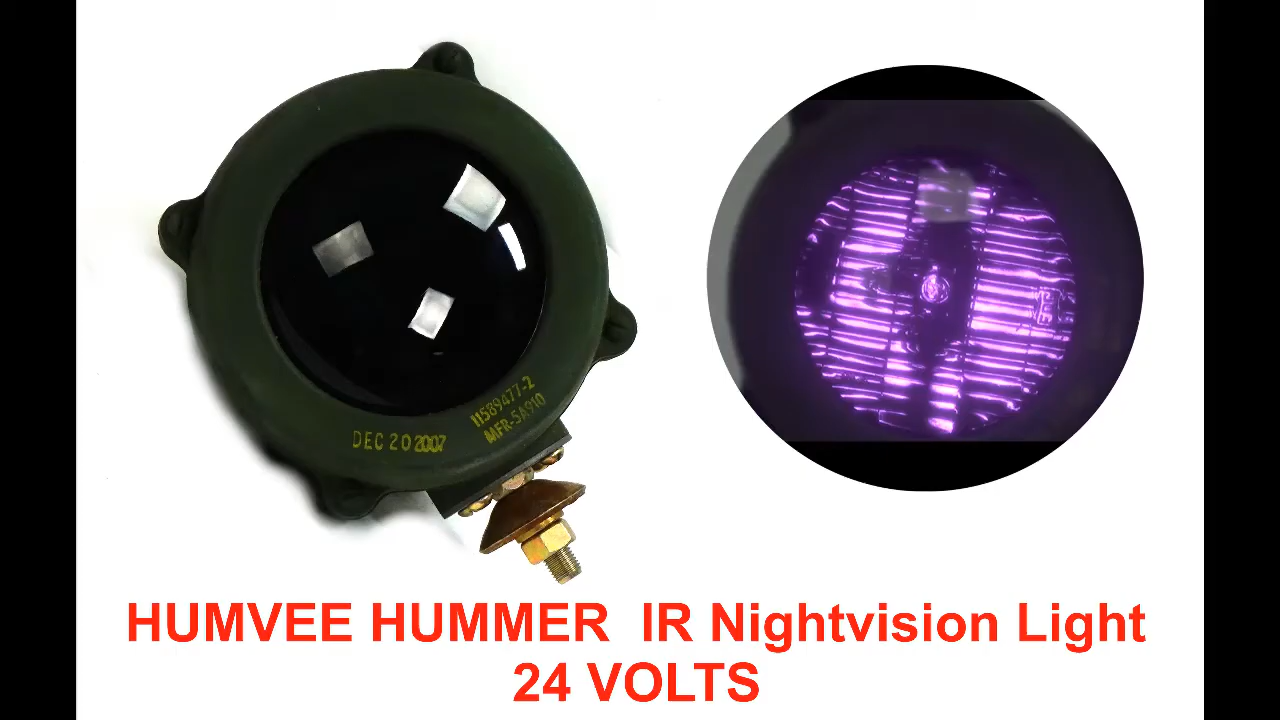 11589477-2
MFR-5A910
DEC 20 2007
HUMVEE HUMMER  IR Nightvision Light
24 VOLTS